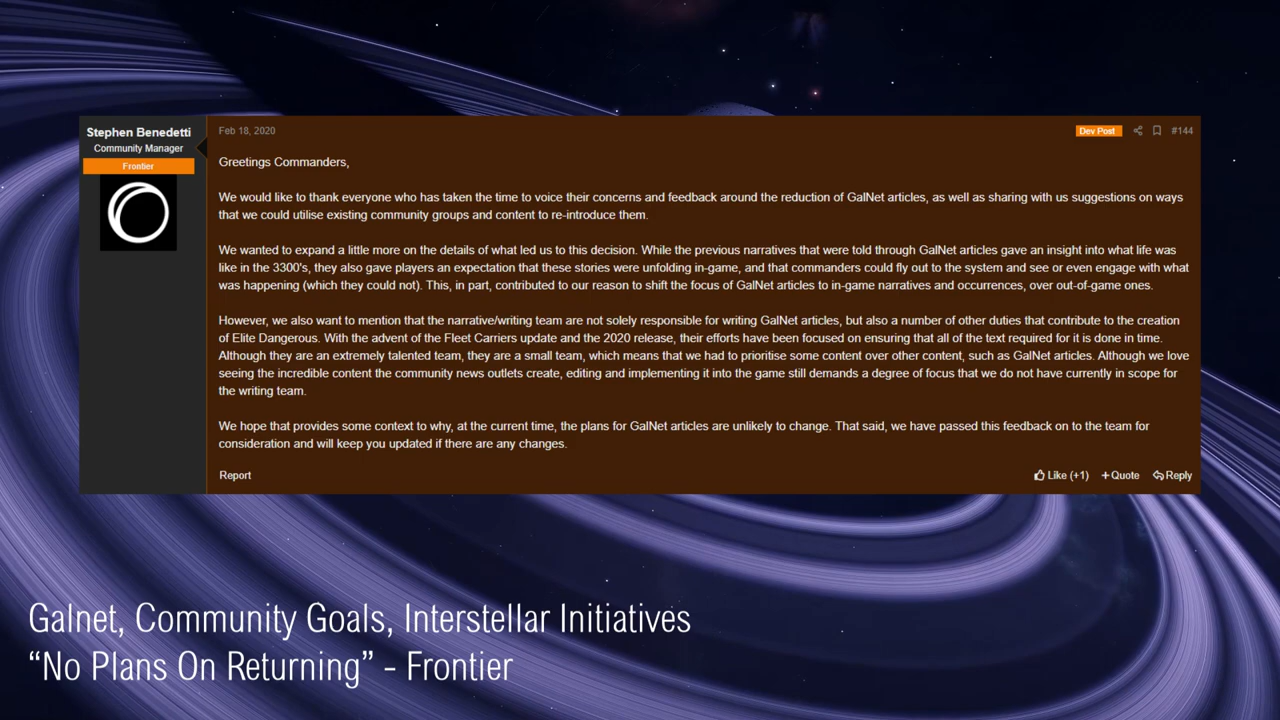 Stephen Benedetti
Community Manager
Frontier
Feb 18, 2020
Dev Post
#144
Greetings Commanders,
We would like to thank everyone who has taken the time to voice their concerns and feedback around the reduction of GalNet articles, as well as sharing with us suggestions on ways
that we could utilise existing community groups and content to re-introduce them.
We wanted to expand a little more on the details of what led us to this decision. While the previous narratives that were told through GalNet articles gave an insight into what life was
like in the 3300's, they also gave players an expectation that these stories were unfolding in-game, and that commanders could fly out to the system and see or even engage with what
was happening (which they could not). This, in part, contributed to our reason to shift the focus of GalNet articles to in-game narratives and occurrences, over out-of-game ones.
However, we also want to mention that the narrative/writing team are not solely responsible for writing GalNet articles, but also a number of other duties that contribute to the creation
of Elite Dangerous. With the advent of the Fleet Carriers update and the 2020 release, their efforts have been focused on ensuring that all of the text required for it is done in time.
Although they are an extremely talented team, they are a small team, which means that we had to prioritise some content over other content, such as GalNet articles. Although we love
seeing the incredible content the community news outlets create, editing and implementing it into the game still demands a degree of focus that we do not have currently in scope for
the writing team.
We hope that provides some context to why, at the current time, the plans for GalNet articles are unlikely to change. That said, we have passed this feedback on to the team for
consideration and will keep you updated if there are any changes.
Report
Like (+1)
+Quote
Reply
Galnet, Community Goals, Interstellar Initiatives
“No Plans On Returning” - Frontier